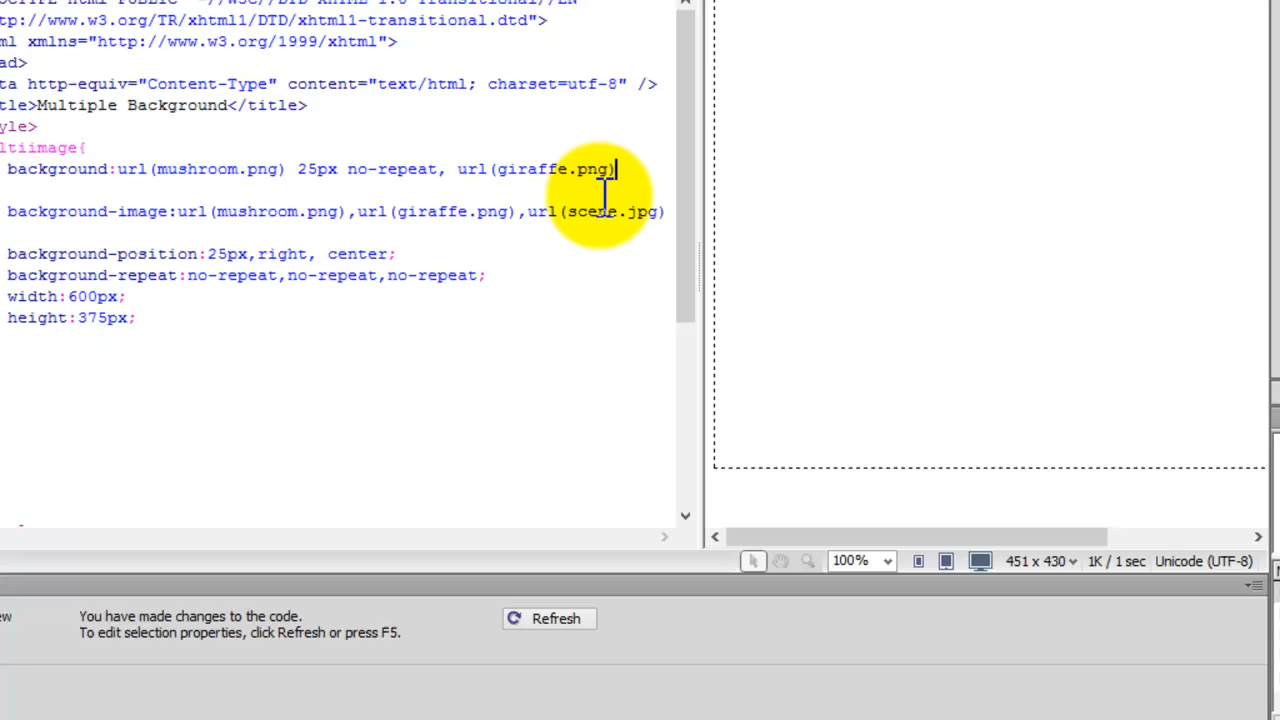 tp://www.w3.org/TR/xhtml1/DTD/xhtml1-transitional.dtd">
ml xmlns="http://www.w3.org/1999/xhtml">
ad>
ta http-equiv="Content-Type" content="text/html; charset=utf-8" />
tle>Multiple Background</title>
yle>
ltiimage{
background:url(mushroom.png) 25px no-repeat, url(giraffe.png)
background-image:url(mushroom.png),url(giraffe.png),url(scene.jpg)
background-position:25px,right, center;
background-repeat:no-repeat,no-repeat,no-repeat;
width:600px;
height:375px;
100%
451 x 430
1K / 1 sec
Unicode (UTF-8)
ew
You have made changes to the code.
To edit selection properties, click Refresh or press F5.
Refresh